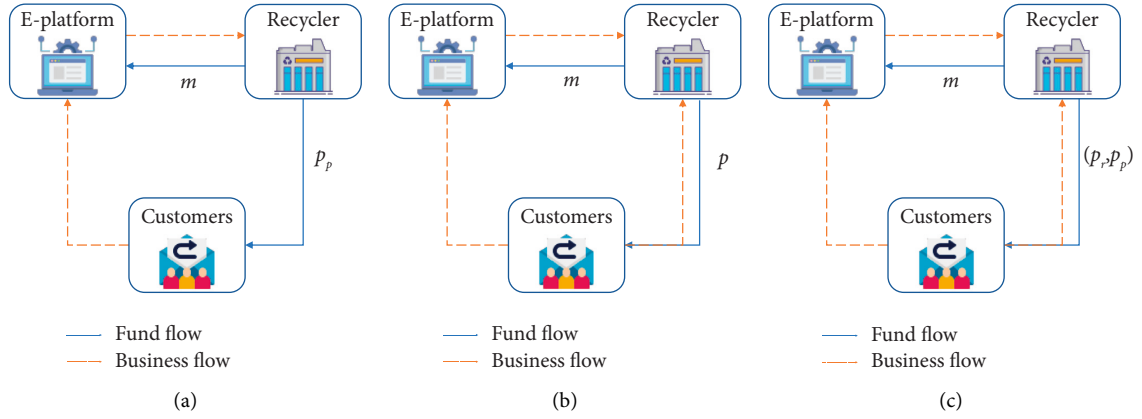 E-platform
Recycler
m
p_p
Customers
Fund flow
Business flow
(a)
E-platform
Recycler
m
p
Customers
Fund flow
Business flow
(b)
E-platform
Recycler
m
(p_r,p_p)
Customers
Fund flow
Business flow
(c)